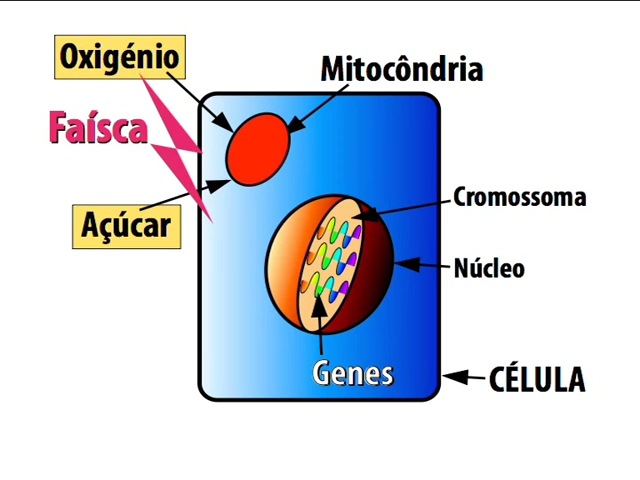 Oxigénio
Mitocôndria
Faísca
Açúcar
Cromossoma
Núcleo
Genes
CÉLULA